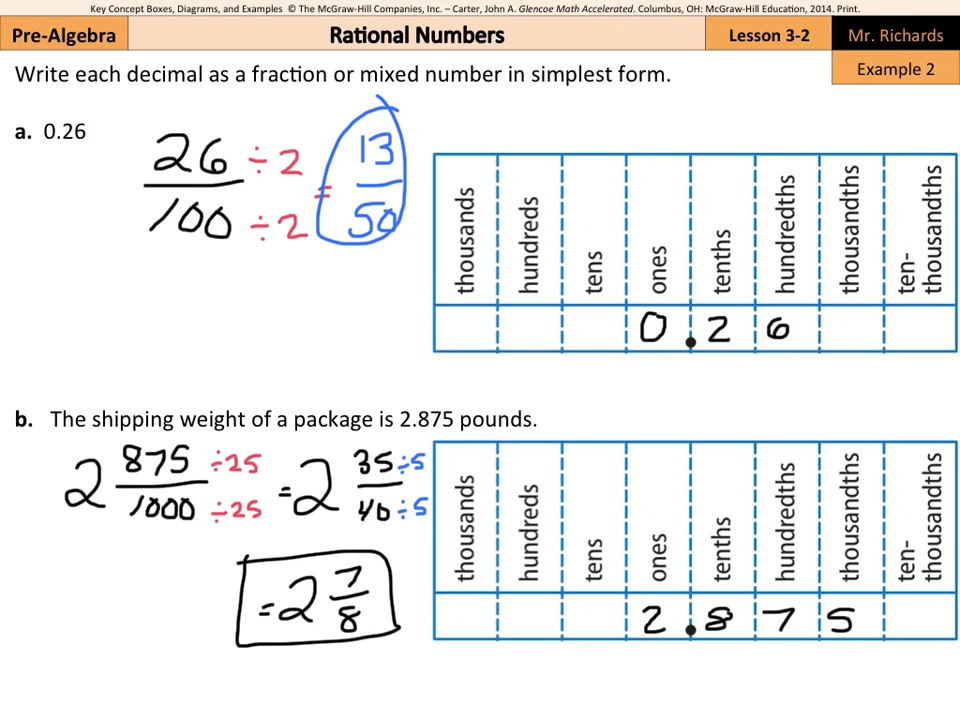 Key Concept Boxes, Diagrams, and Examples © The McGraw-Hill Companies, Inc. – Carter, John A. Glencoe Math Accelerated. Columbus, OH: McGraw-Hill Education, 2014. Print.
Pre-Algebra
Rational Numbers
Lesson 3-2
Mr. Richards
Example 2
Write each decimal as a fraction or mixed number in simplest form.
a. 0.26
26/100 ÷2/÷2 = 13/50
thousands hundreds tens ones tenths hundredths thousandths ten-thousandths
0 . 2 6
b. The shipping weight of a package is 2.875 pounds.
2 875/1000 ÷25/÷25 = 2 35/40 ÷5/÷5
= 2 7/8
thousands hundreds tens ones tenths hundredths thousandths ten-thousandths
2 . 8 7 5